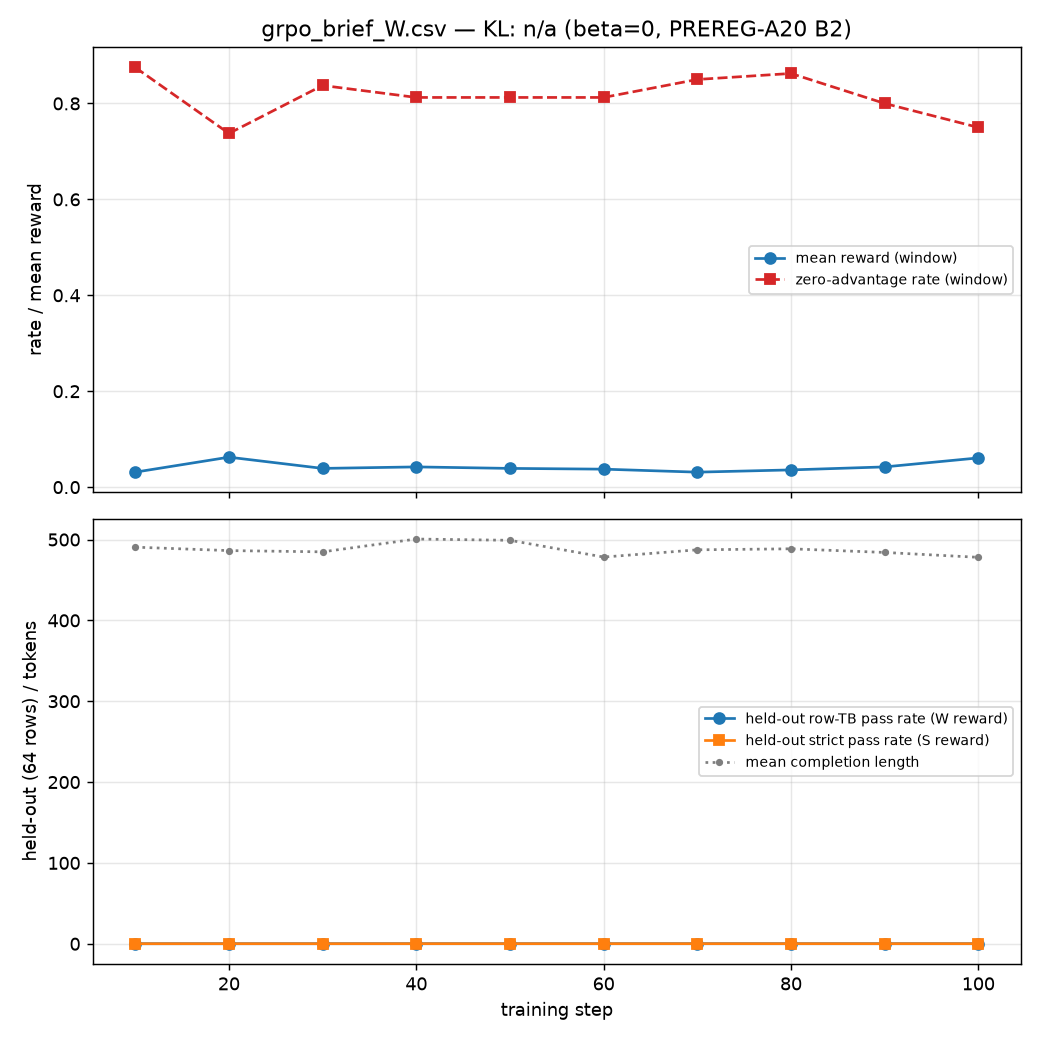 grpo_brief_W.csv — KL: n/a (beta=0, PREREG-A20 B2)
rate / mean reward
0.8
0.6
0.4
0.2
0.0
mean reward (window)
zero-advantage rate (window)
held-out (64 rows) / tokens
500
400
300
200
100
0
held-out row-TB pass rate (W reward)
held-out strict pass rate (S reward)
mean completion length
20
40
60
80
100
training step